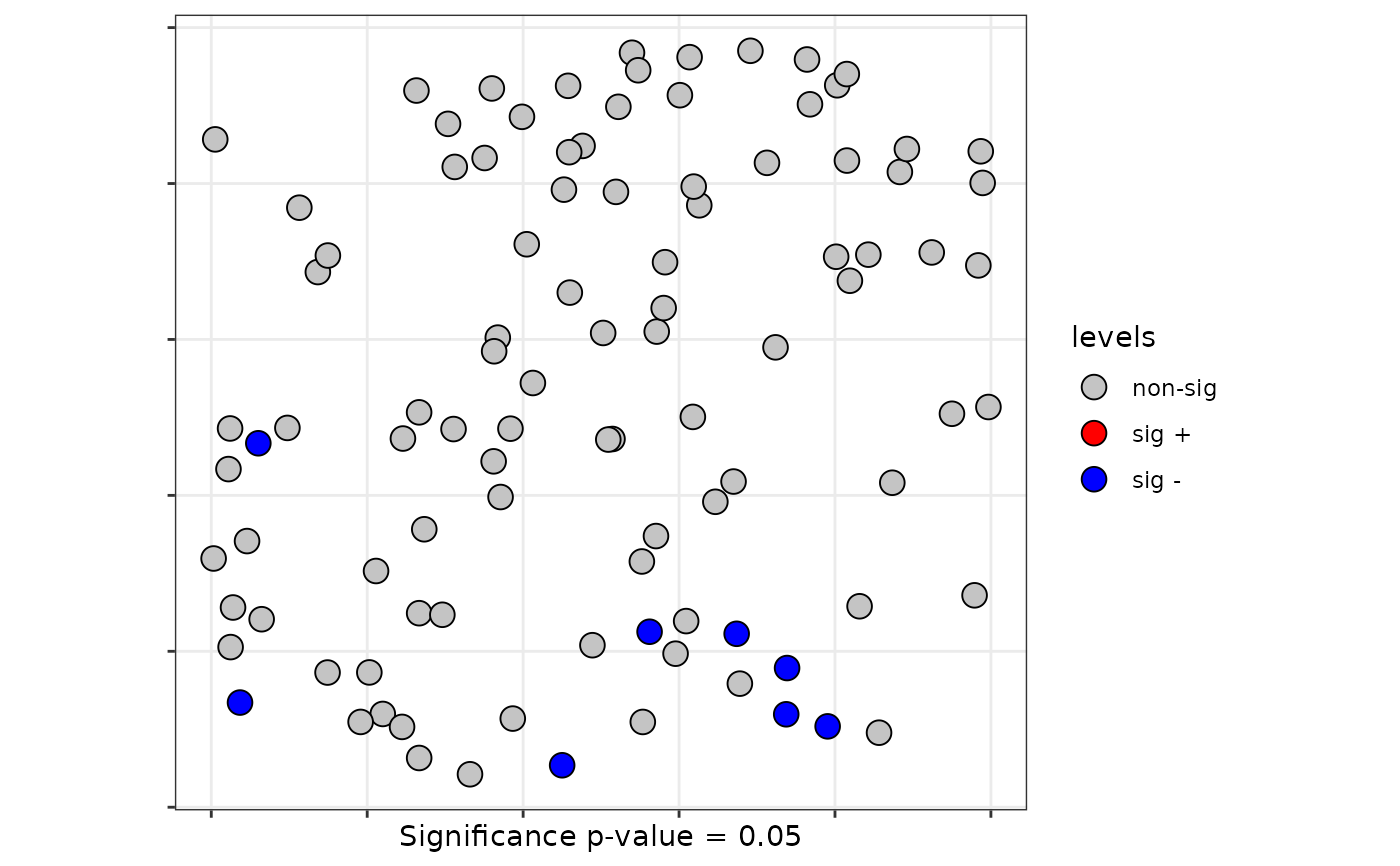 levels
non-sig
sig +
sig -
Significance p-value = 0.05